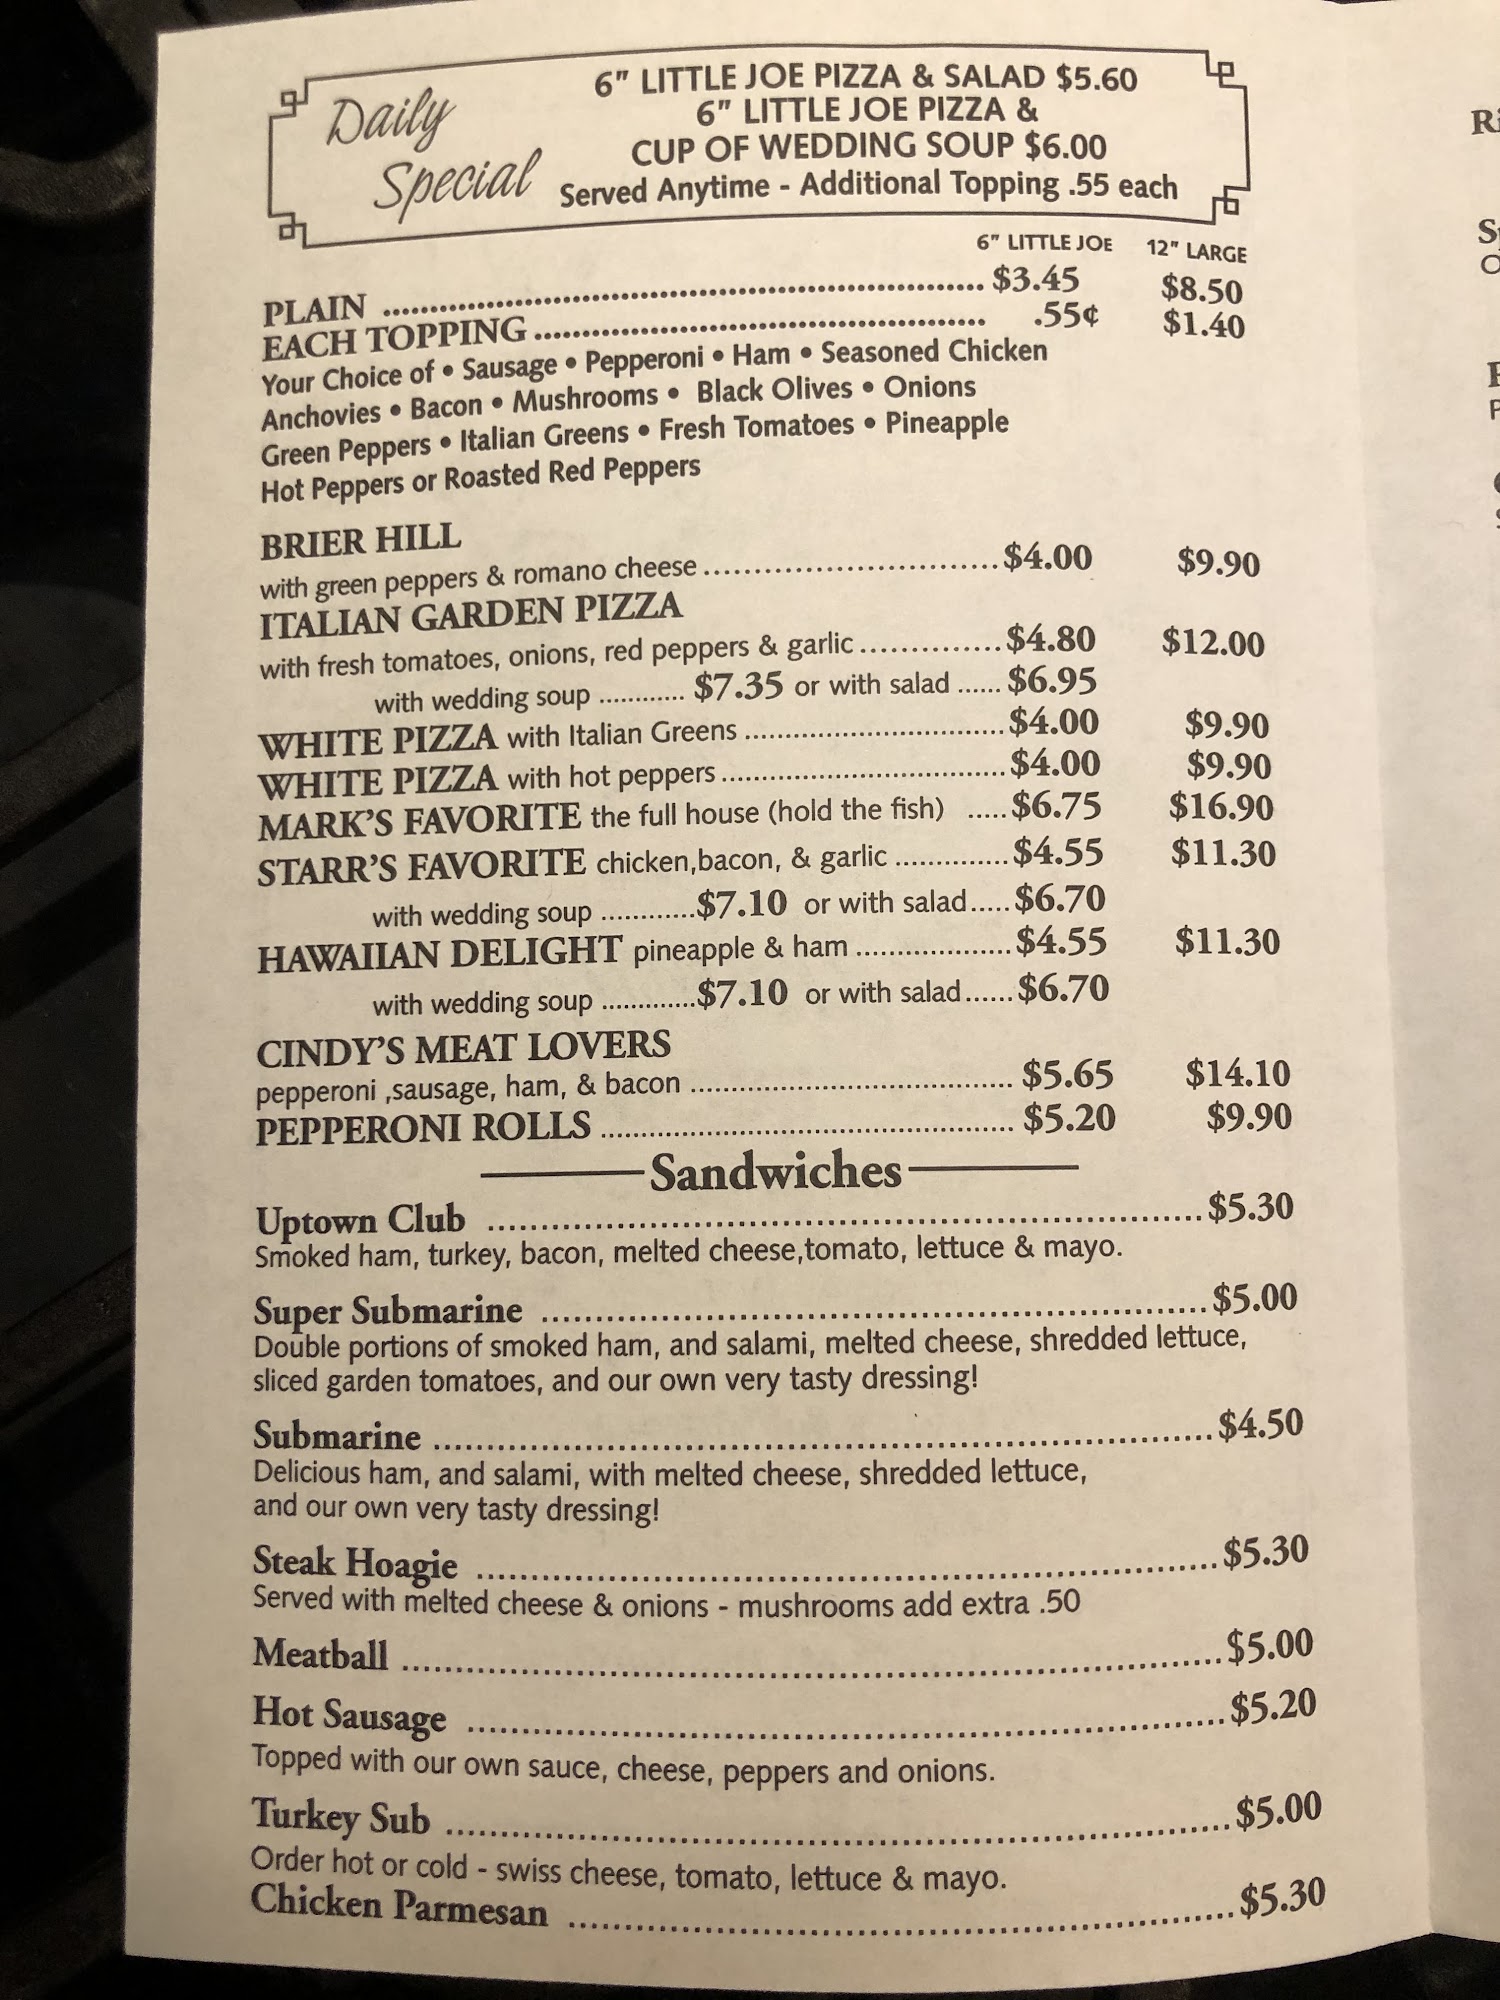 Daily Special
6" LITTLE JOE PIZZA & SALAD $5.60
6" LITTLE JOE PIZZA &
CUP OF WEDDING SOUP $6.00
Served Anytime - Additional Topping .55 each
6" LITTLE JOE 12" LARGE
PLAIN ........ $3.45 $8.50
EACH TOPPING ........ .55¢ $1.40
Your Choice of • Sausage • Pepperoni • Ham • Seasoned Chicken
Anchovies • Bacon • Mushrooms • Black Olives • Onions
Green Peppers • Italian Greens • Fresh Tomatoes • Pineapple
Hot Peppers or Roasted Red Peppers
BRIER HILL
with green peppers & romano cheese ........ $4.00 $9.90
ITALIAN GARDEN PIZZA
with fresh tomatoes, onions, red peppers & garlic ........ $4.80 $12.00
with wedding soup ........ $7.35 or with salad ...... $6.95
WHITE PIZZA with Italian Greens ........ $4.00 $9.90
WHITE PIZZA with hot peppers ........ $4.00 $9.90
MARK'S FAVORITE the full house (hold the fish) ..... $6.75 $16.90
STARR'S FAVORITE chicken,bacon, & garlic ........ $4.55 $11.30
with wedding soup ........ $7.10 or with salad ..... $6.70
HAWAIIAN DELIGHT pineapple & ham ........ $4.55 $11.30
with wedding soup ........ $7.10 or with salad ...... $6.70
CINDY'S MEAT LOVERS
pepperoni ,sausage, ham, & bacon ........ $5.65 $14.10
PEPPERONI ROLLS ........ $5.20 $9.90
Sandwiches
Uptown Club ........ $5.30
Smoked ham, turkey, bacon, melted cheese,tomato, lettuce & mayo.
Super Submarine ........ $5.00
Double portions of smoked ham, and salami, melted cheese, shredded lettuce,
sliced garden tomatoes, and our own very tasty dressing!
Submarine ........ $4.50
Delicious ham, and salami, with melted cheese, shredded lettuce,
and our own very tasty dressing!
Steak Hoagie ........ $5.30
Served with melted cheese & onions - mushrooms add extra .50
Meatball ........ $5.00
Hot Sausage ........ $5.20
Topped with our own sauce, cheese, peppers and onions.
Turkey Sub ........ $5.00
Order hot or cold - swiss cheese, tomato, lettuce & mayo.
Chicken Parmesan ........ $5.30